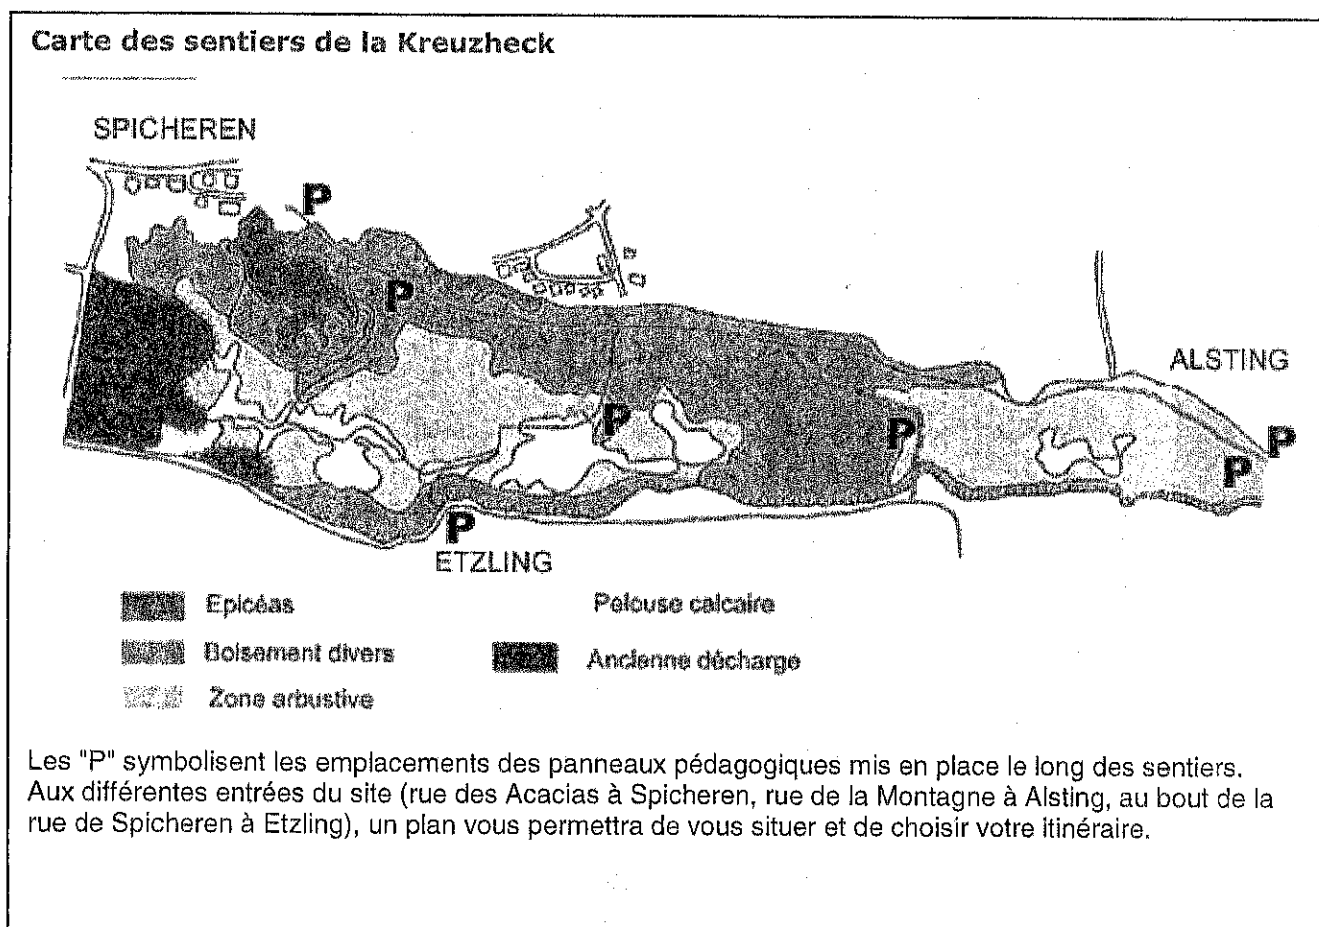 Carte des sentiers de la Kreuzheck
SPICHEREN
P
P
ALSTING
P
P
P
P
P
ETZLING
Epicéas
Pelouse calcaire
Boisement divers
Ancienne décharge
Zone arbustive
Les "P" symbolisent les emplacements des panneaux pédagogiques mis en place le long des sentiers.
Aux différentes entrées du site (rue des Acacias à Spicheren, rue de la Montagne à Alsting, au bout de la
rue de Spicheren à Etzling), un plan vous permettra de vous situer et de choisir votre itinéraire.